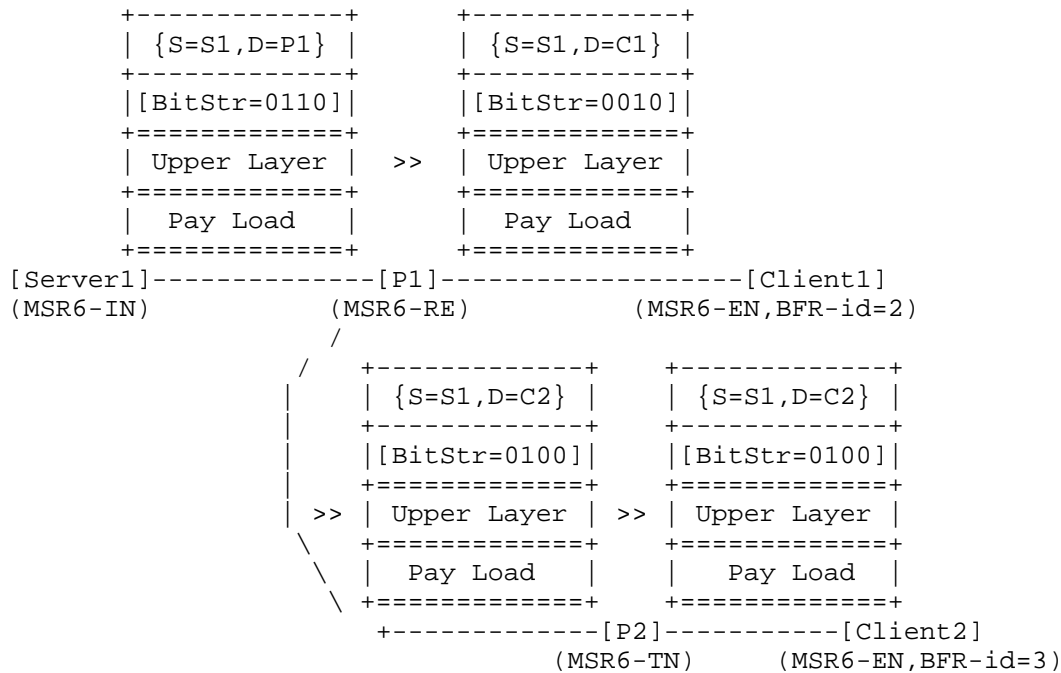 {S=S1,D=P1} {S=S1,D=C1}
[BitStr=0110] [BitStr=0010]
Upper Layer >> Upper Layer
Pay Load Pay Load
[Server1] [P1] [Client1]
(MSR6-IN) (MSR6-RE) (MSR6-EN,BFR-id=2)
{S=S1,D=C2} {S=S1,D=C2}
[BitStr=0100] [BitStr=0100]
>> Upper Layer >> Upper Layer
Pay Load Pay Load
[P2] [Client2]
(MSR6-TN) (MSR6-EN,BFR-id=3)